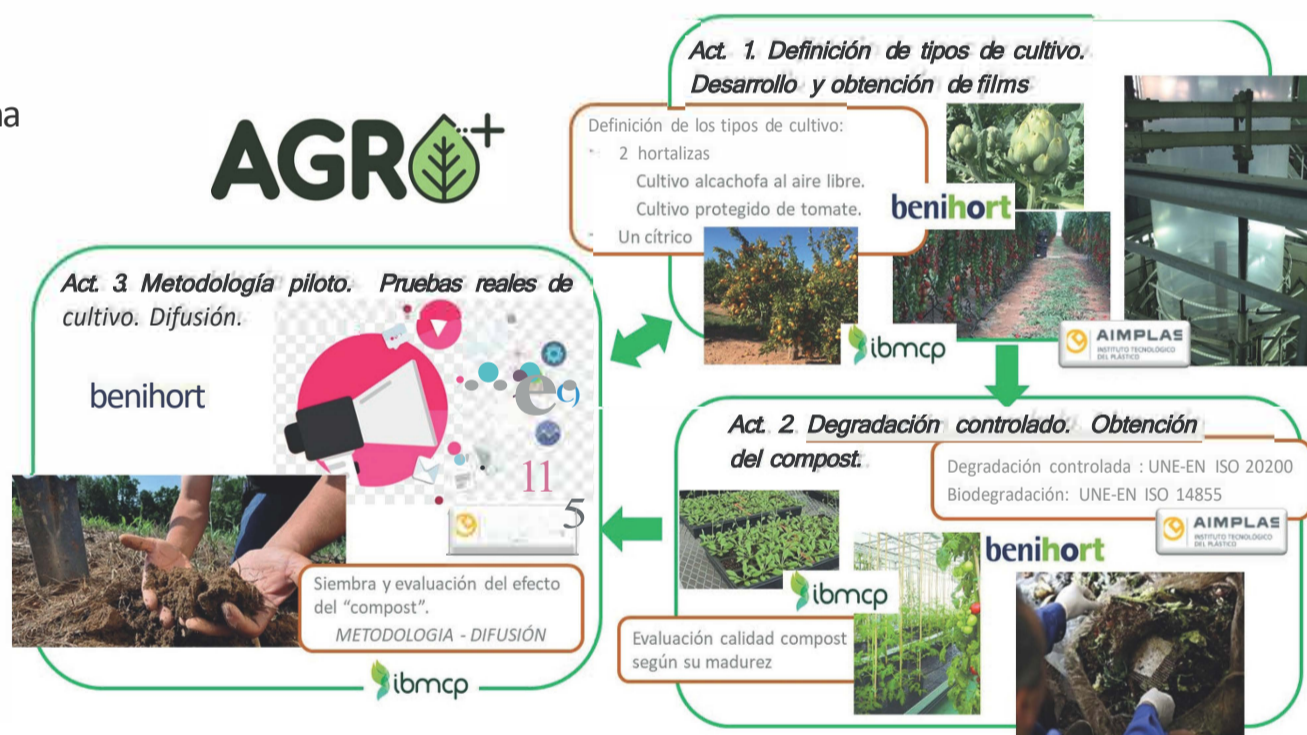 na
AGRO+
Act. 1. Definición de tipos de cultivo.
Desarrollo y obtención de films
Definición de los tipos de cultivo:
- 2 hortalizas
Cultivo alcachofa al aire libre.
Cultivo protegido de tomate.
- Un cítrico
benihort
ibmcp
AIMPLAS
INSTITUTO TECNOLÓGICO
DEL PLÁSTICO
Act. 2 Degradación controlado. Obtención
del compost.
Degradación controlada : UNE-EN ISO 20200
Biodegradación: UNE-EN ISO 14855
AIMPLAS
INSTITUTO TECNOLÓGICO
DEL PLÁSTICO
benihort
ibmcp
Evaluación calidad compost
según su madurez
Act. 3. Metodología piloto. Pruebas reales de
cultivo. Difusión.
benihort
e9
11
5
Siembra y evaluación del efecto
del “compost”.
METODOLOGIA - DIFUSIÓN
ibmcp